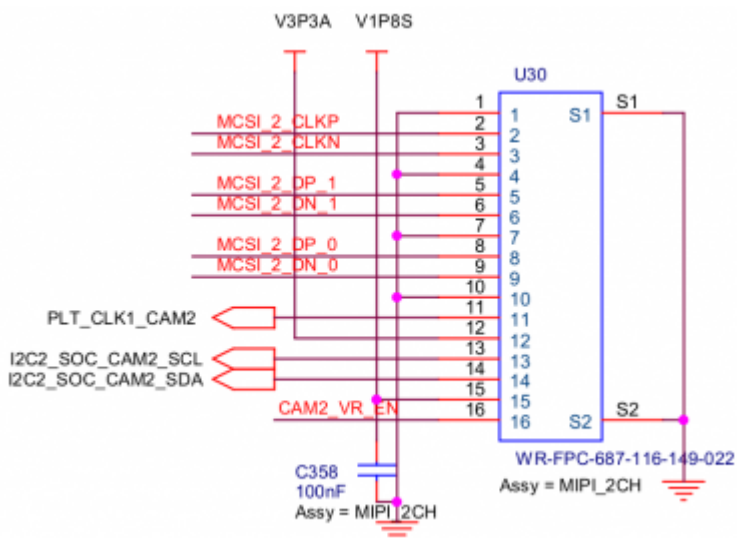 V3P3A V1P8S
U30
1 1 S1 S1
MCSI_2_CLKP 2 2
MCSI_2_CLKN 3 3
4 4
MCSI_2_DP_1 5 5
MCSI_2_DN_1 6 6
7 7
MCSI_2_DP_0 8 8
MCSI_2_DN_0 9 9
10 10
PLT_CLK1_CAM2 11 11
12 12
I2C2_SOC_CAM2_SCL 13 13
I2C2_SOC_CAM2_SDA 14 14
15 15
CAM2_VR_EN 16 16 S2 S2
WR-FPC-687-116-149-022
Assy = MIPI_2CH
C358
100nF
Assy = MIPI_2CH